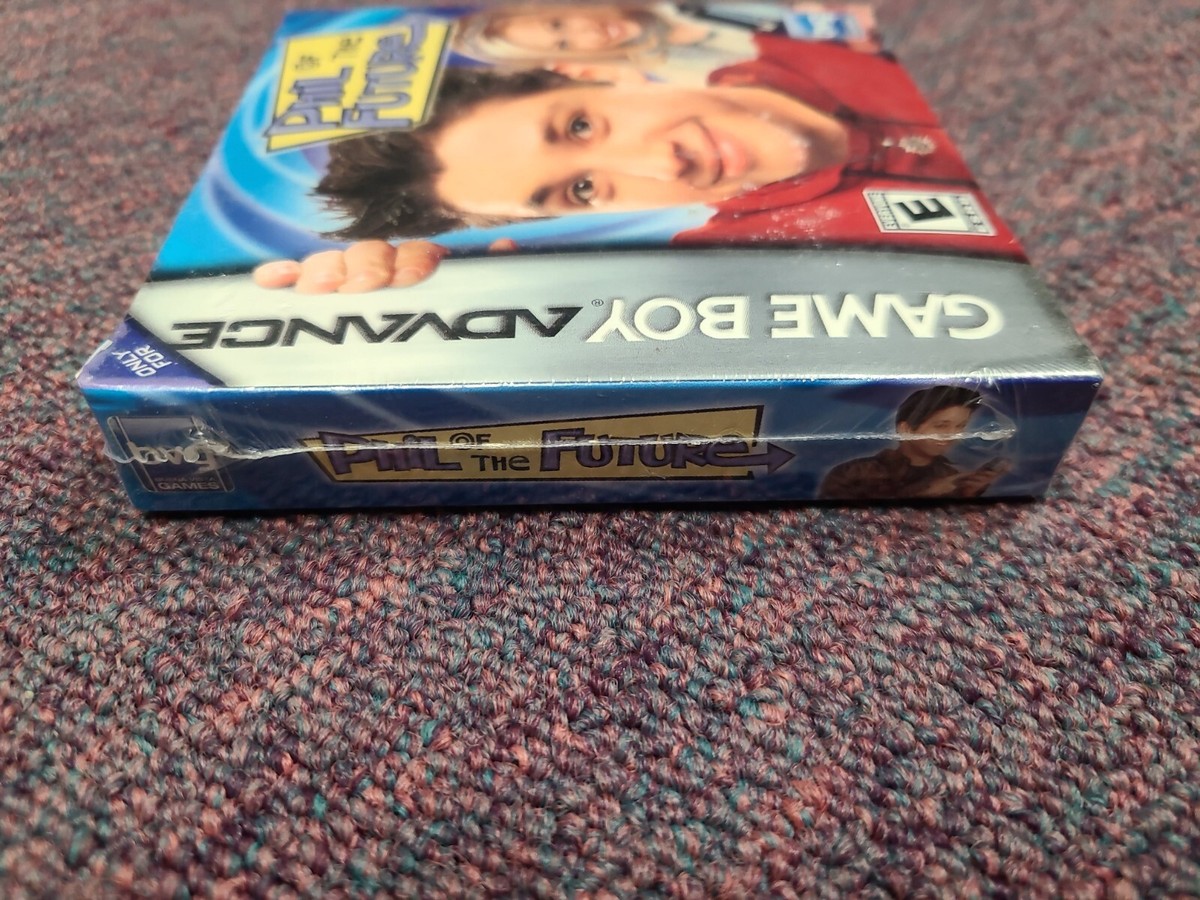 PHIL OF THE FUTURE
E
GAME BOY ADVANCE®
ONLY FOR
PHIL OF THE FUTURE
GAMES